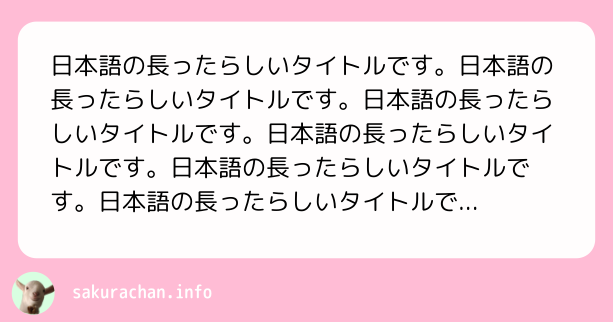 日本語の長ったらしいタイトルです。日本語の
長ったらしいタイトルです。日本語の長ったら
しいタイトルです。日本語の長ったらしいタイ
トルです。日本語の長ったらしいタイトルで
す。日本語の長ったらしいタイトルで...
sakurachan.info